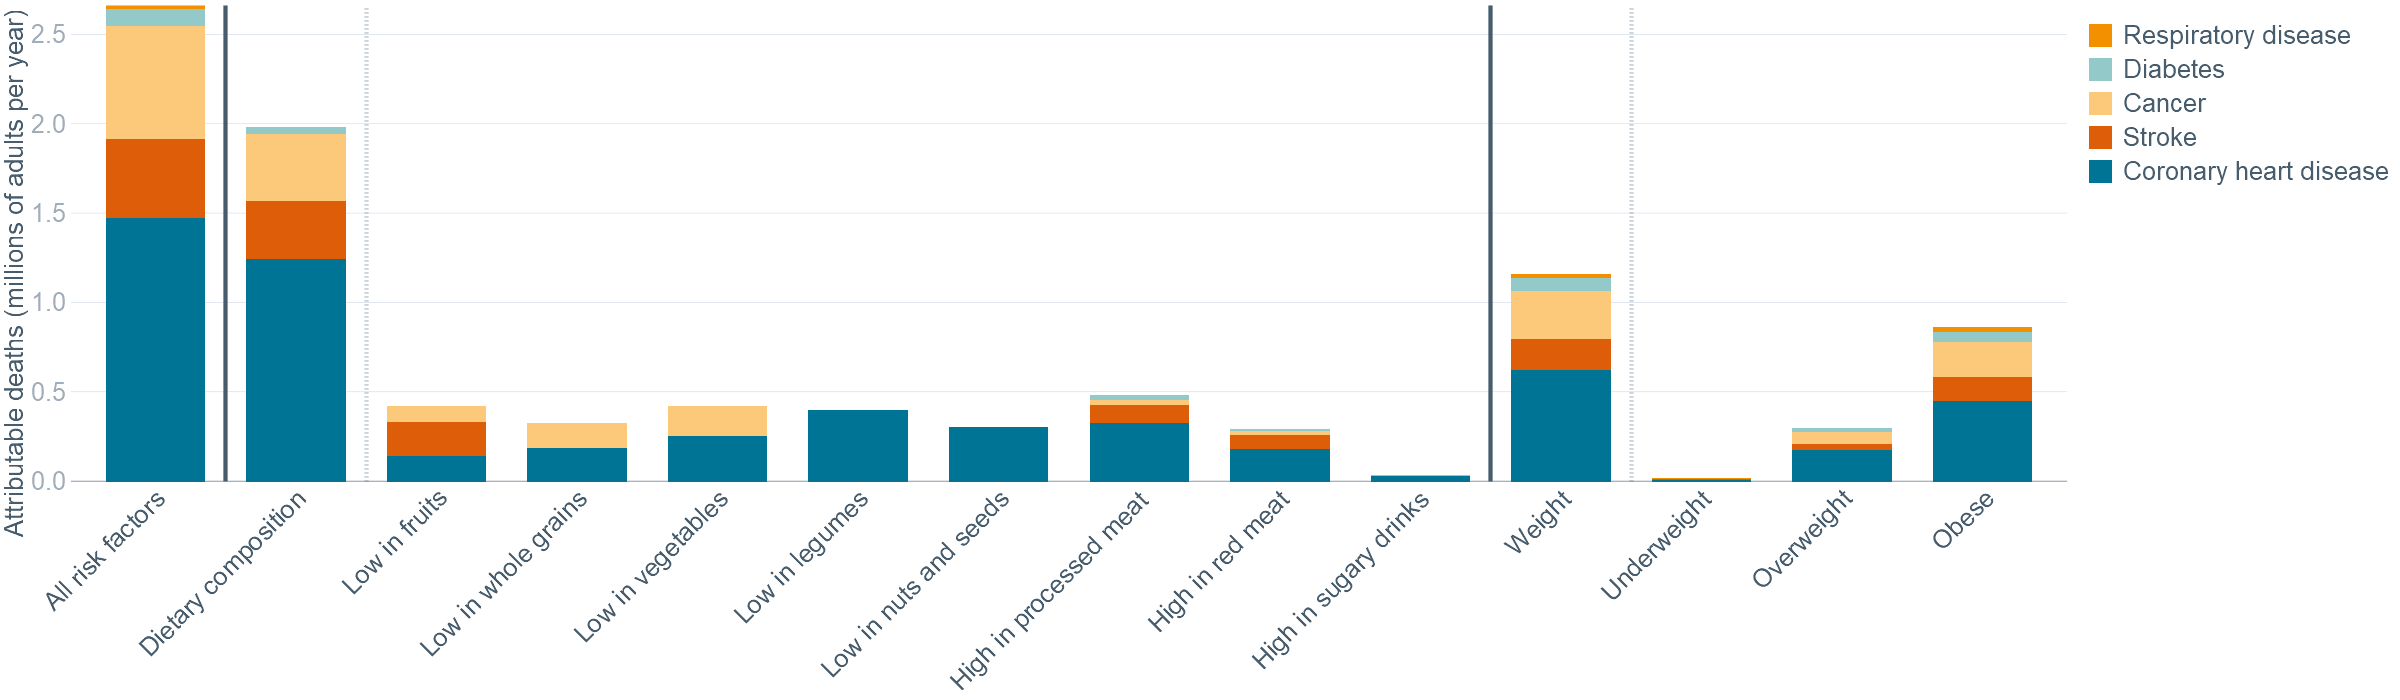 Attributable deaths (millions of adults per year)
2.5
2.0
1.5
1.0
0.5
0.0
All risk factors
Dietary composition
Low in fruits
Low in whole grains
Low in vegetables
Low in legumes
Low in nuts and seeds
High in processed meat
High in red meat
High in sugary drinks
Weight
Underweight
Overweight
Obese
Respiratory disease
Diabetes
Cancer
Stroke
Coronary heart disease